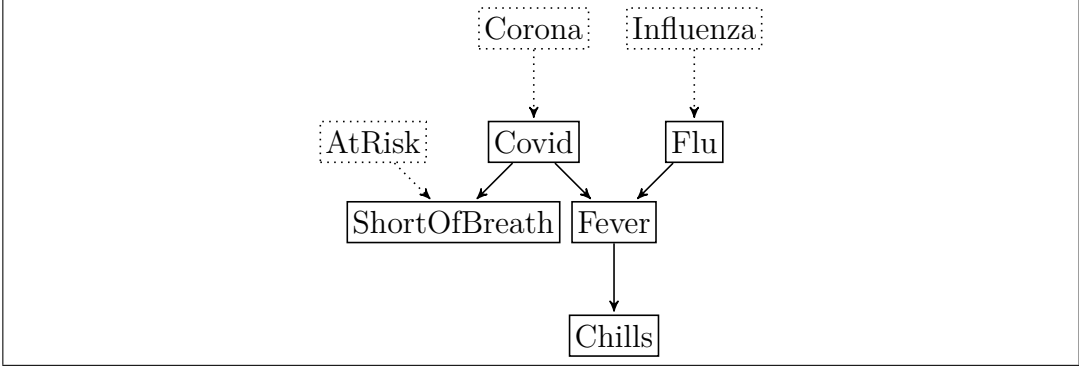 Corona Influenza
AtRisk Covid Flu
ShortOfBreath Fever
Chills